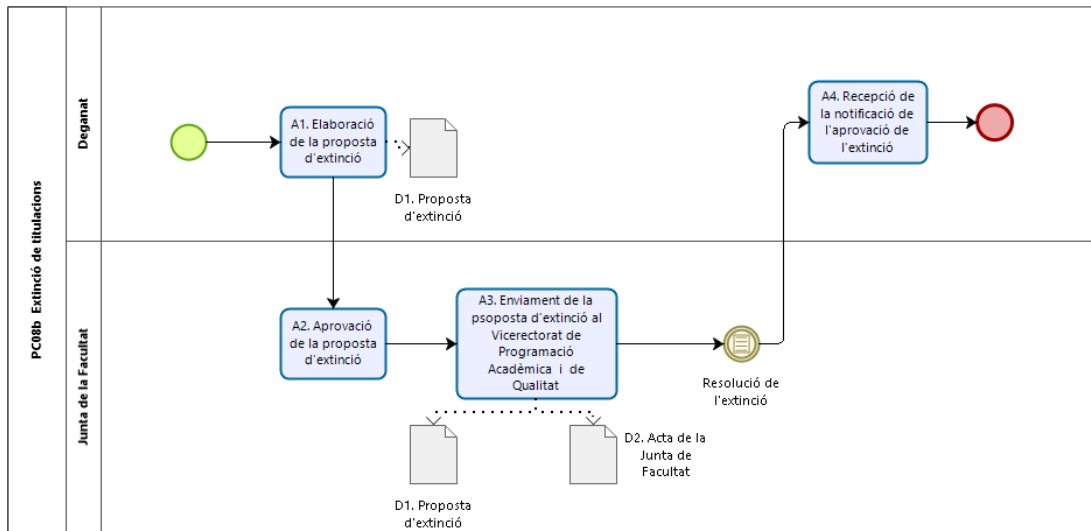 PC08b Extinció de titulacions
Deganat
A1. Elaboració
de la proposta
d'extinció
D1. Proposta
d'extinció
A4. Recepció de
la notificació de
l'aprovació de
l'extinció
Junta de la Facultat
A2. Aprovació
de la proposta
d'extinció
A3. Enviament de la
psoposta d'extinció al
Vicerectorat de
Programació
Acadèmica i de
Qualitat
Resolució de
l'extinció
D1. Proposta
d'extinció
D2. Acta de la
Junta de
Facultat